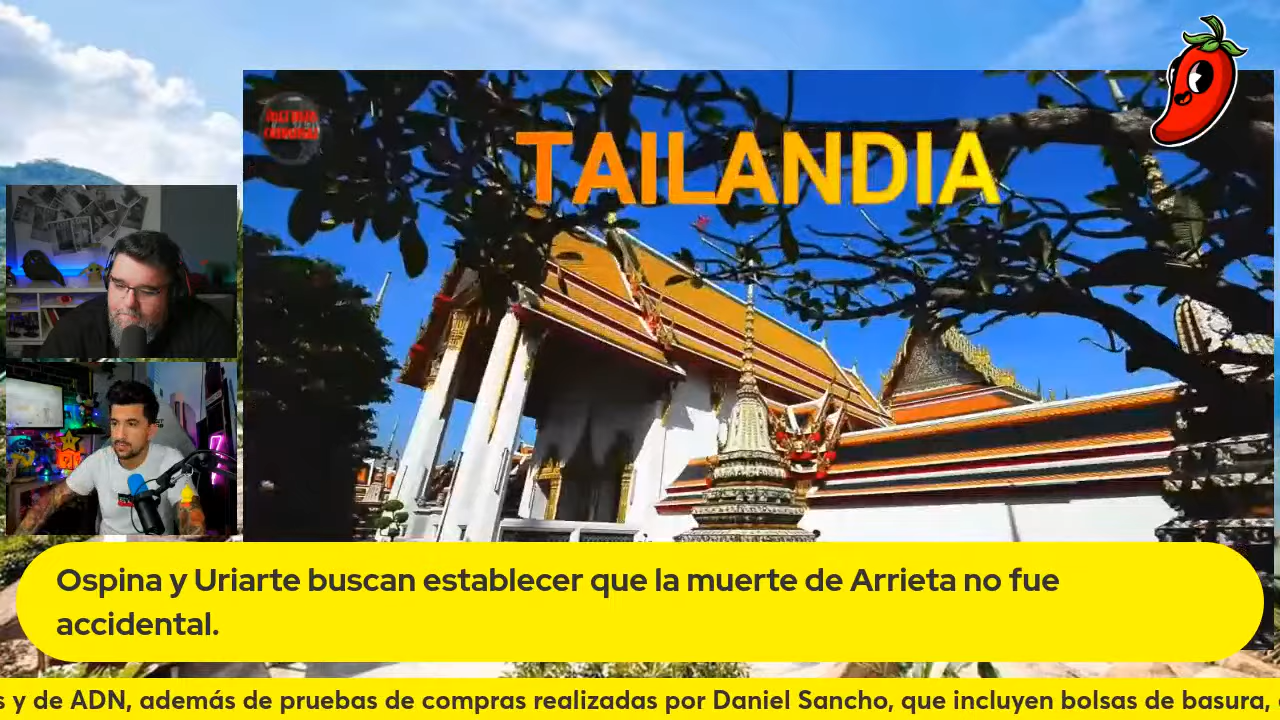 TAILANDIA
Ospina y Uriarte buscan establecer que la muerte de Arrieta no fue
accidental.
s y de ADN, además de pruebas de compras realizadas por Daniel Sancho, que incluyen bolsas de basura,